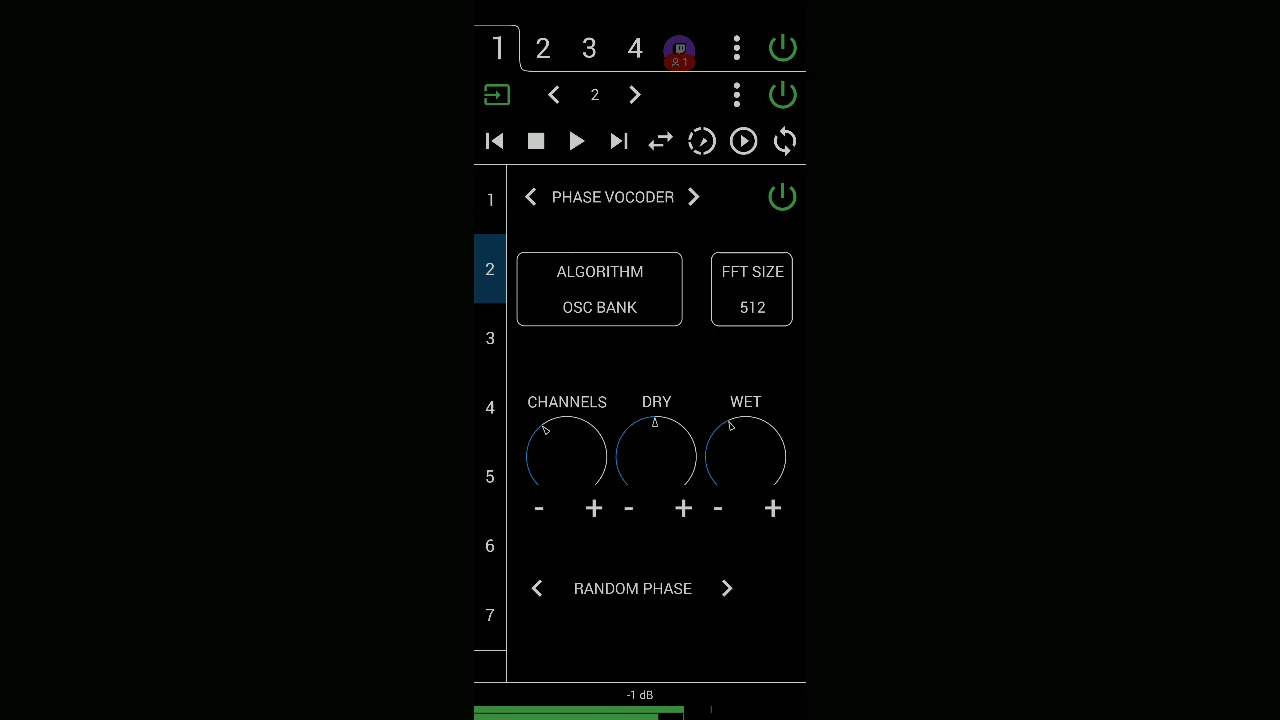 1 2 3 4
1
2
1
PHASE VOCODER
2
ALGORITHM FFT SIZE
OSC BANK 512
3
CHANNELS DRY WET
4
5
- + - + - +
6
RANDOM PHASE
7
-1 dB